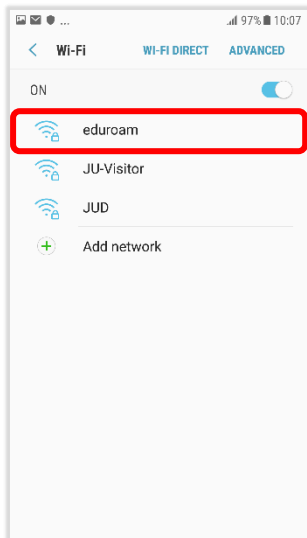 ... 97% 10:07
Wi-Fi WI-FI DIRECT ADVANCED
ON
eduroam
JU-Visitor
JUD
Add network